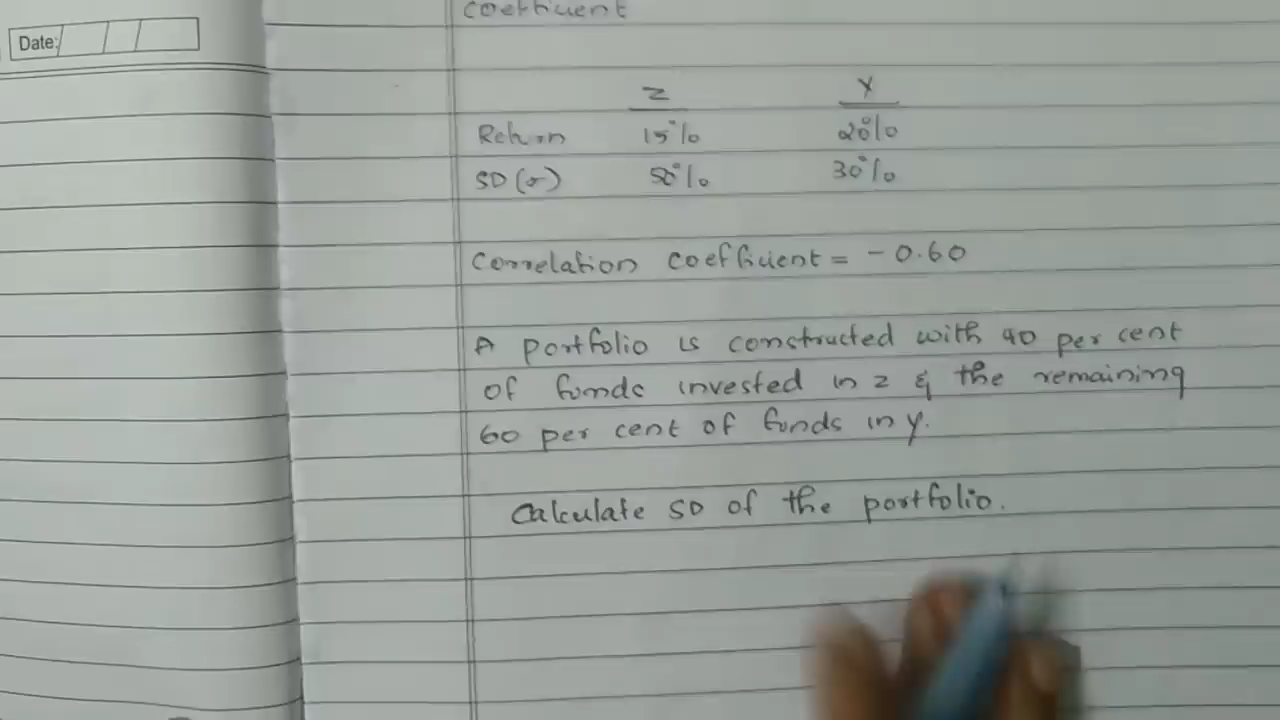 coefficient
Date:
Z Y
Return 15% 20%
SD (σ) 50% 30%
Correlation coefficient = -0.60
A portfolio is constructed with 40 per cent
of funds invested in z & the remaining
60 per cent of funds in y.
Calculate SD of the portfolio.